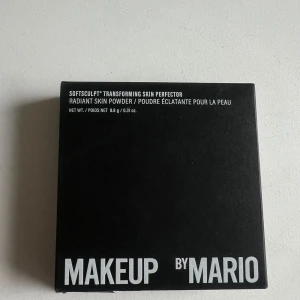 SOFTSCULPT® TRANSFORMING SKIN PERFECTOR
RADIANT SKIN POWDER / POUDRE ÉCLATANTE POUR LA PEAU
NET WT. / POIDS NET 8.8 g / 0.31 oz.
MAKEUP BY MARIO